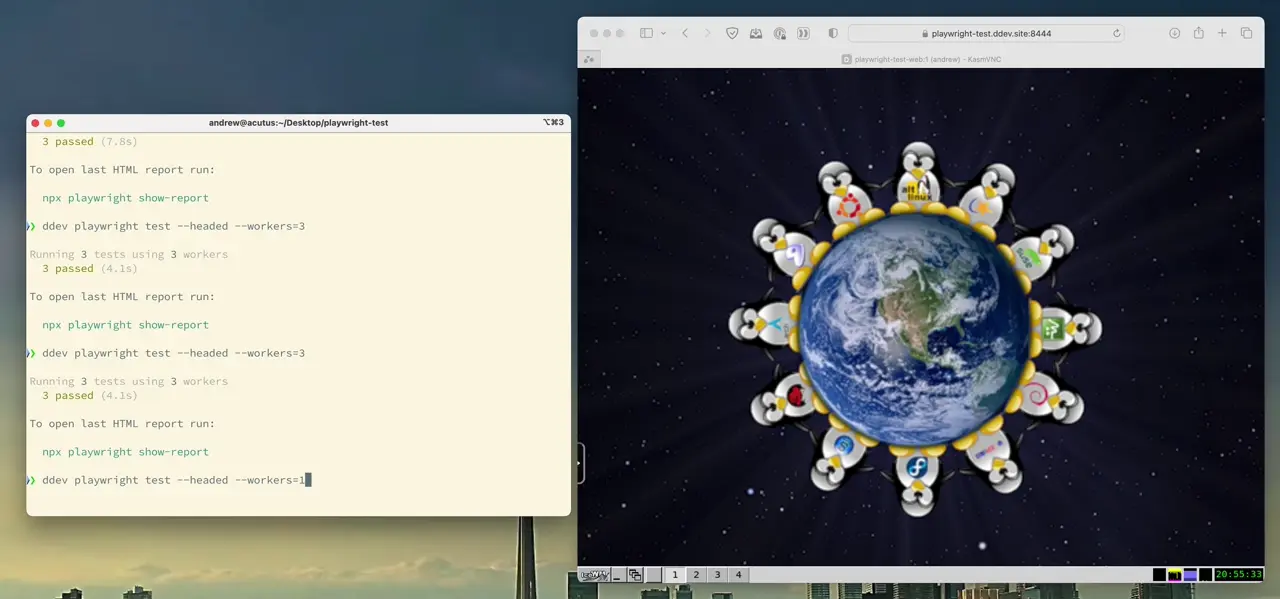 andrew@acutus:~/Desktop/playwright-test
⌥⌘3
3 passed (7.8s)
To open last HTML report run:
npx playwright show-report
❯ ddev playwright test --headed --workers=3
Running 3 tests using 3 workers
3 passed (4.1s)
To open last HTML report run:
npx playwright show-report
❯ ddev playwright test --headed --workers=3
Running 3 tests using 3 workers
3 passed (4.1s)
To open last HTML report run:
npx playwright show-report
❯ ddev playwright test --headed --workers=1
playwright-test.ddev.site:8444
playwright-test-web:1 (andrew) - KasmVNC
alt
linux
suse
1 2 3 4
20:55:33